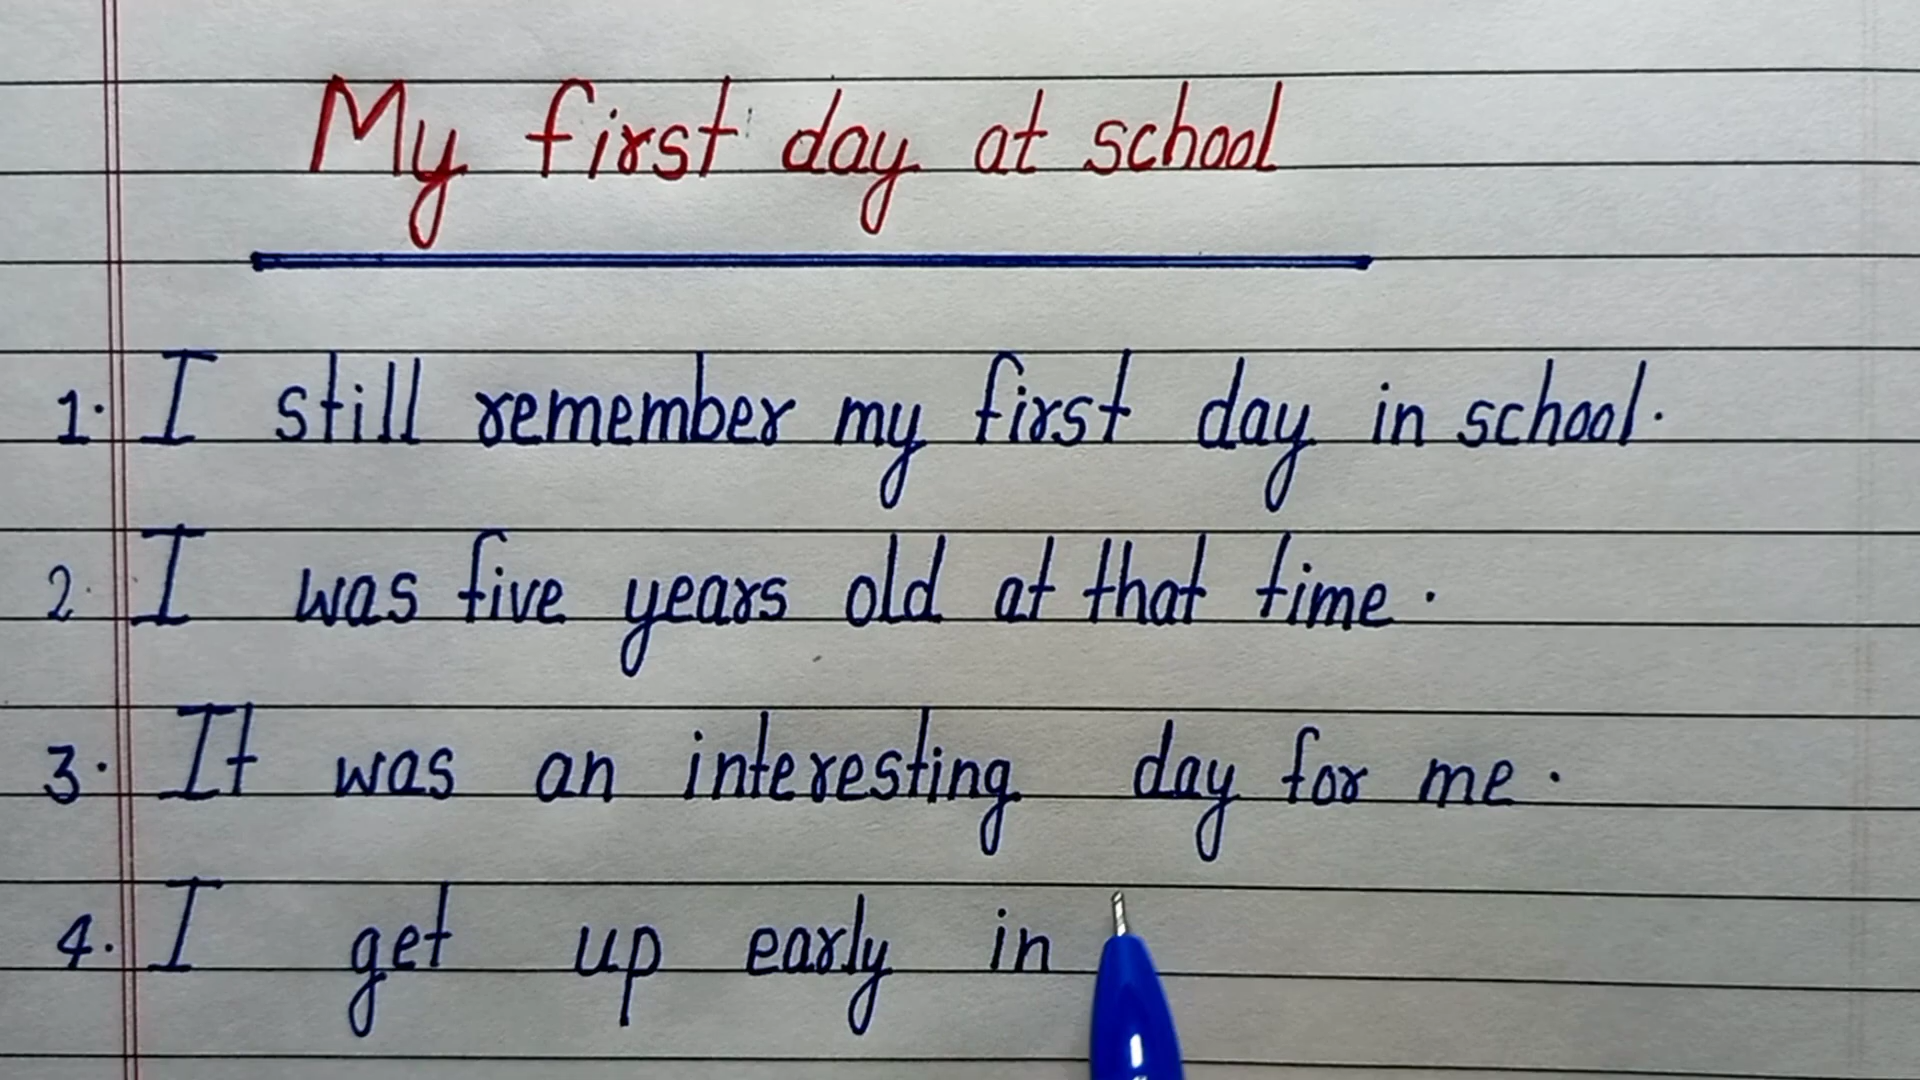 My first day at school
1. I still remember my first day in school.
2. I was five years old at that time.
3. It was an interesting day for me.
4. I get up early in